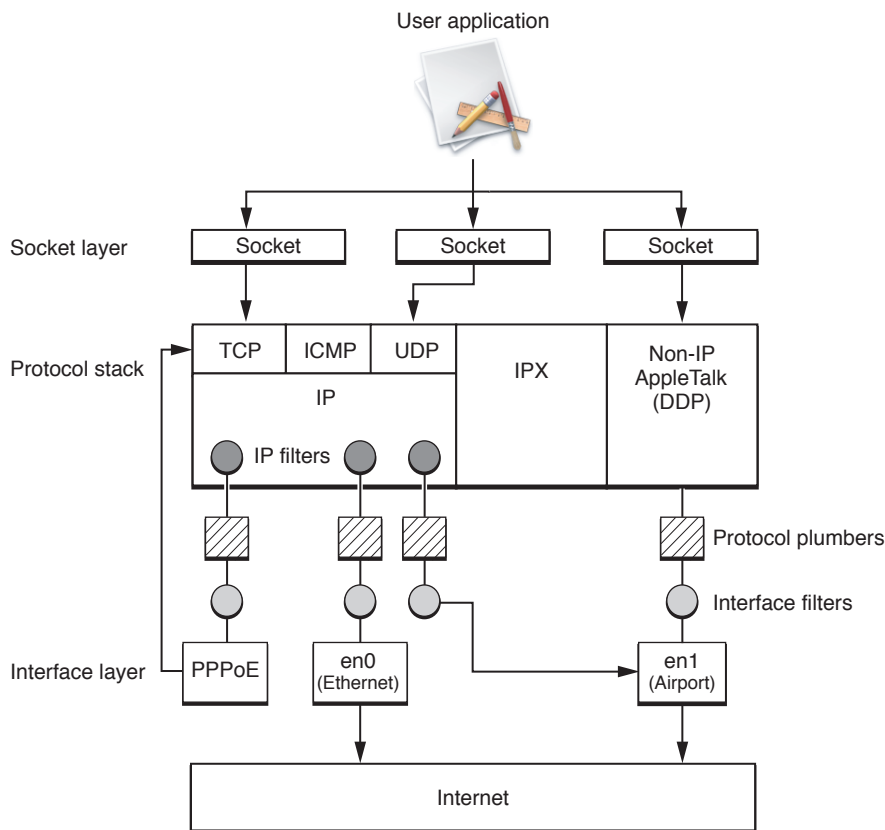 User application
Socket layer
Socket
Socket
Socket
Protocol stack
TCP
ICMP
UDP
IPX
Non-IP
AppleTalk
(DDP)
IP
IP filters
Protocol plumbers
Interface filters
Interface layer
PPPoE
en0
(Ethernet)
en1
(Airport)
Internet